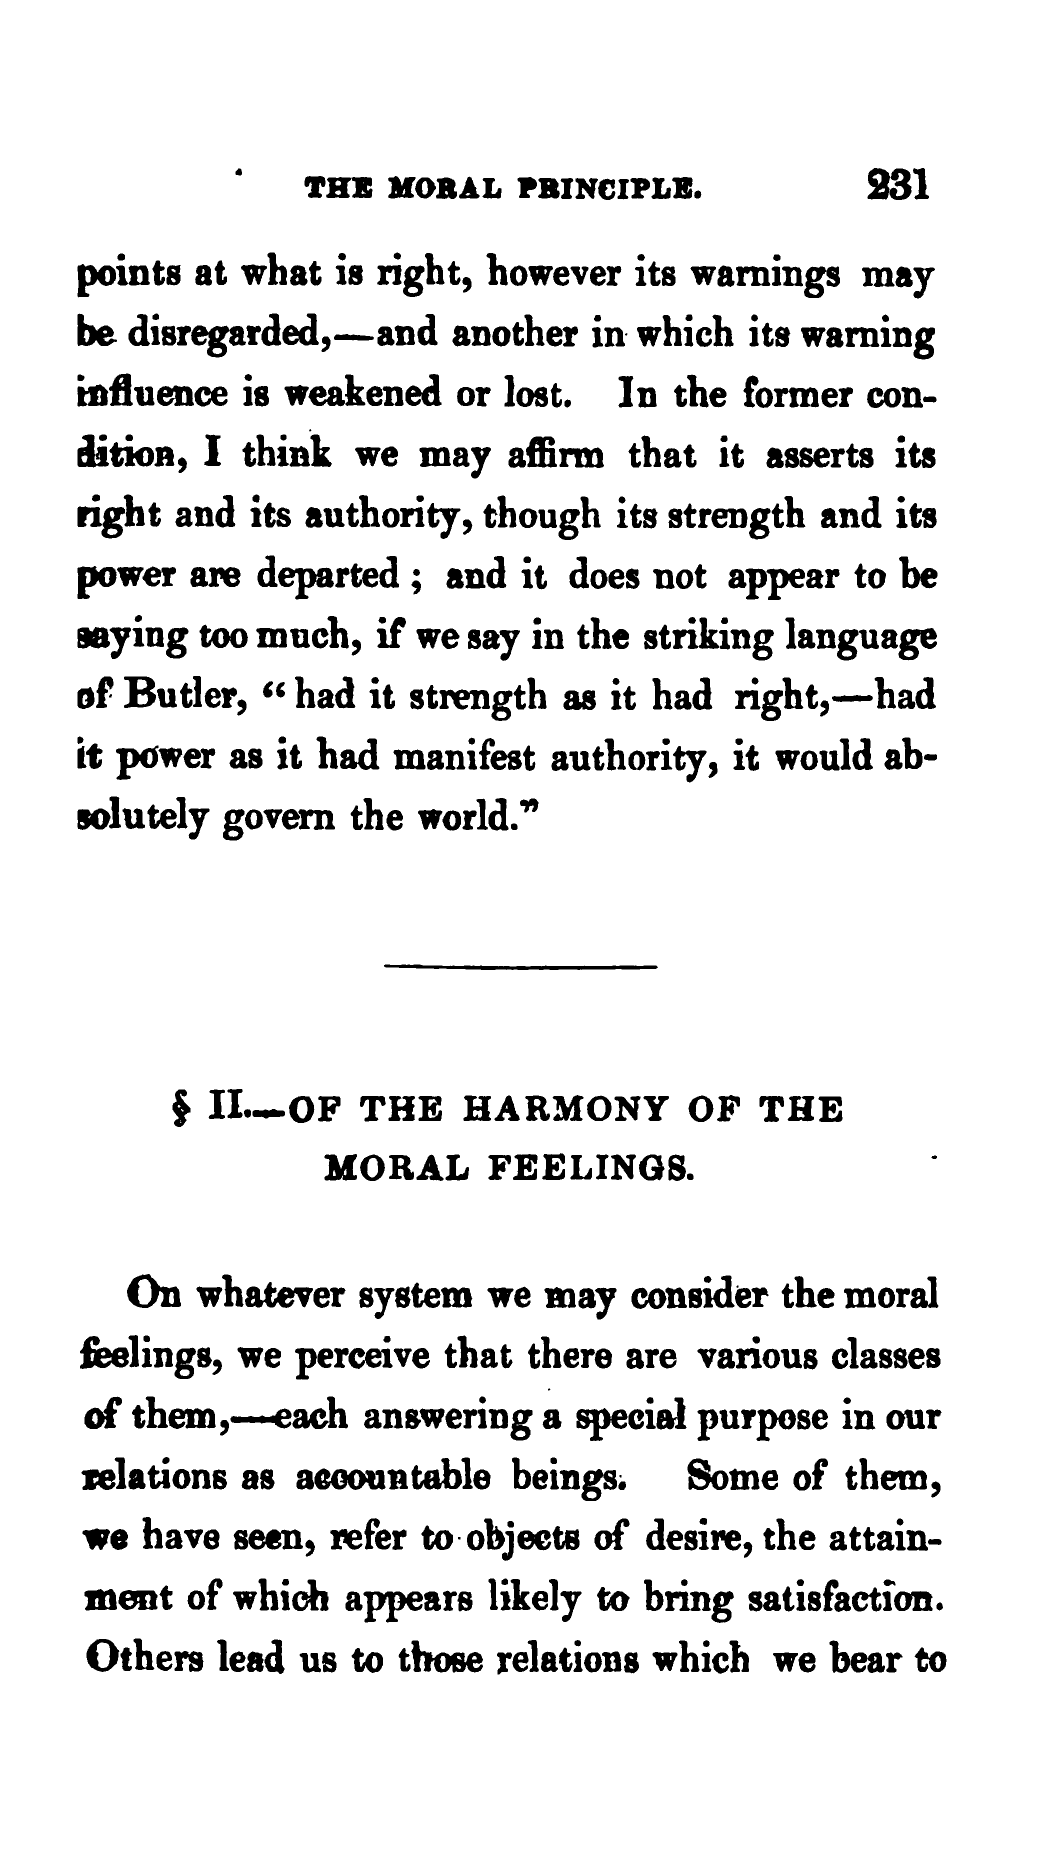 THE MORAL PRINCIPLE. 231
points at what is right, however its warnings may
be disregarded,—and another in which its warning
influence is weakened or lost. In the former con-
dition, I think we may affirm that it asserts its
right and its authority, though its strength and its
power are departed ; and it does not appear to be
saying too much, if we say in the striking language
of Butler, “ had it strength as it had right,—had
it power as it had manifest authority, it would ab-
solutely govern the world.”
§ II.—OF THE HARMONY OF THE
MORAL FEELINGS.
On whatever system we may consider the moral
feelings, we perceive that there are various classes
of them,—each answering a special purpose in our
relations as accountable beings. Some of them,
we have seen, refer to objects of desire, the attain-
ment of which appears likely to bring satisfaction.
Others lead us to those relations which we bear to